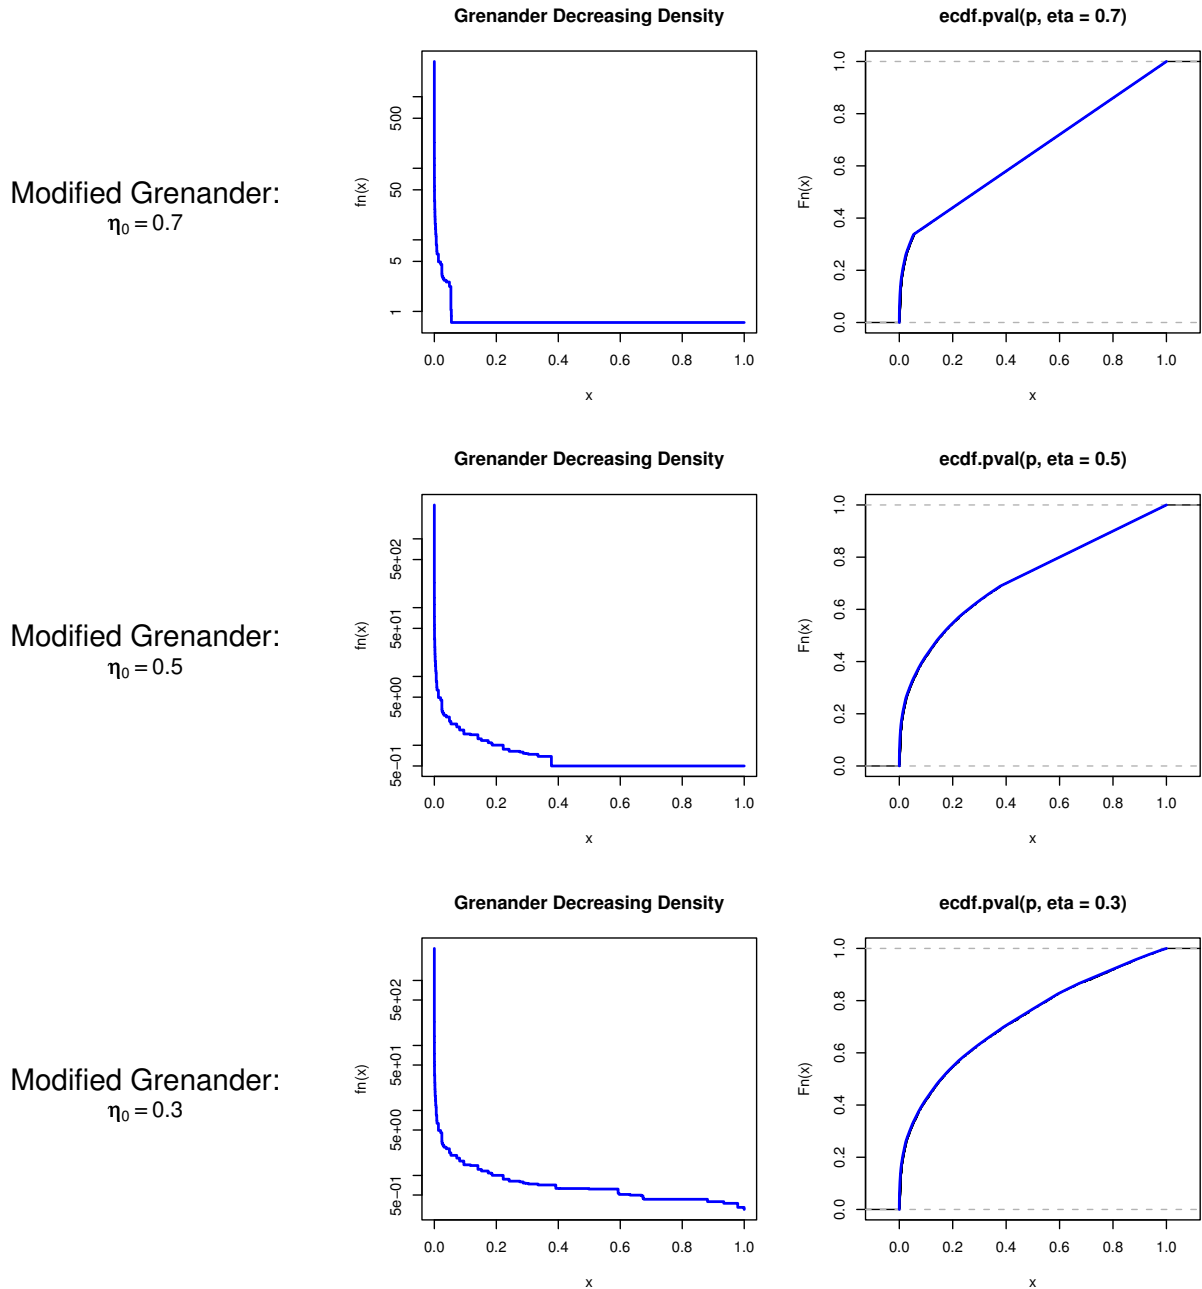 Grenander Decreasing Density
ecdf.pval(p, eta = 0.7)
Modified Grenander:
η₀ = 0.7
fn(x)
500
50
5
1
0.0 0.2 0.4 0.6 0.8 1.0
x
Fn(x)
1.0
0.8
0.6
0.4
0.2
0.0
0.0 0.2 0.4 0.6 0.8 1.0
x
Grenander Decreasing Density
ecdf.pval(p, eta = 0.5)
Modified Grenander:
η₀ = 0.5
fn(x)
5e+02
5e+01
5e+00
5e−01
0.0 0.2 0.4 0.6 0.8 1.0
x
Fn(x)
1.0
0.8
0.6
0.4
0.2
0.0
0.0 0.2 0.4 0.6 0.8 1.0
x
Grenander Decreasing Density
ecdf.pval(p, eta = 0.3)
Modified Grenander:
η₀ = 0.3
fn(x)
5e+02
5e+01
5e+00
5e−01
0.0 0.2 0.4 0.6 0.8 1.0
x
Fn(x)
1.0
0.8
0.6
0.4
0.2
0.0
0.0 0.2 0.4 0.6 0.8 1.0
x